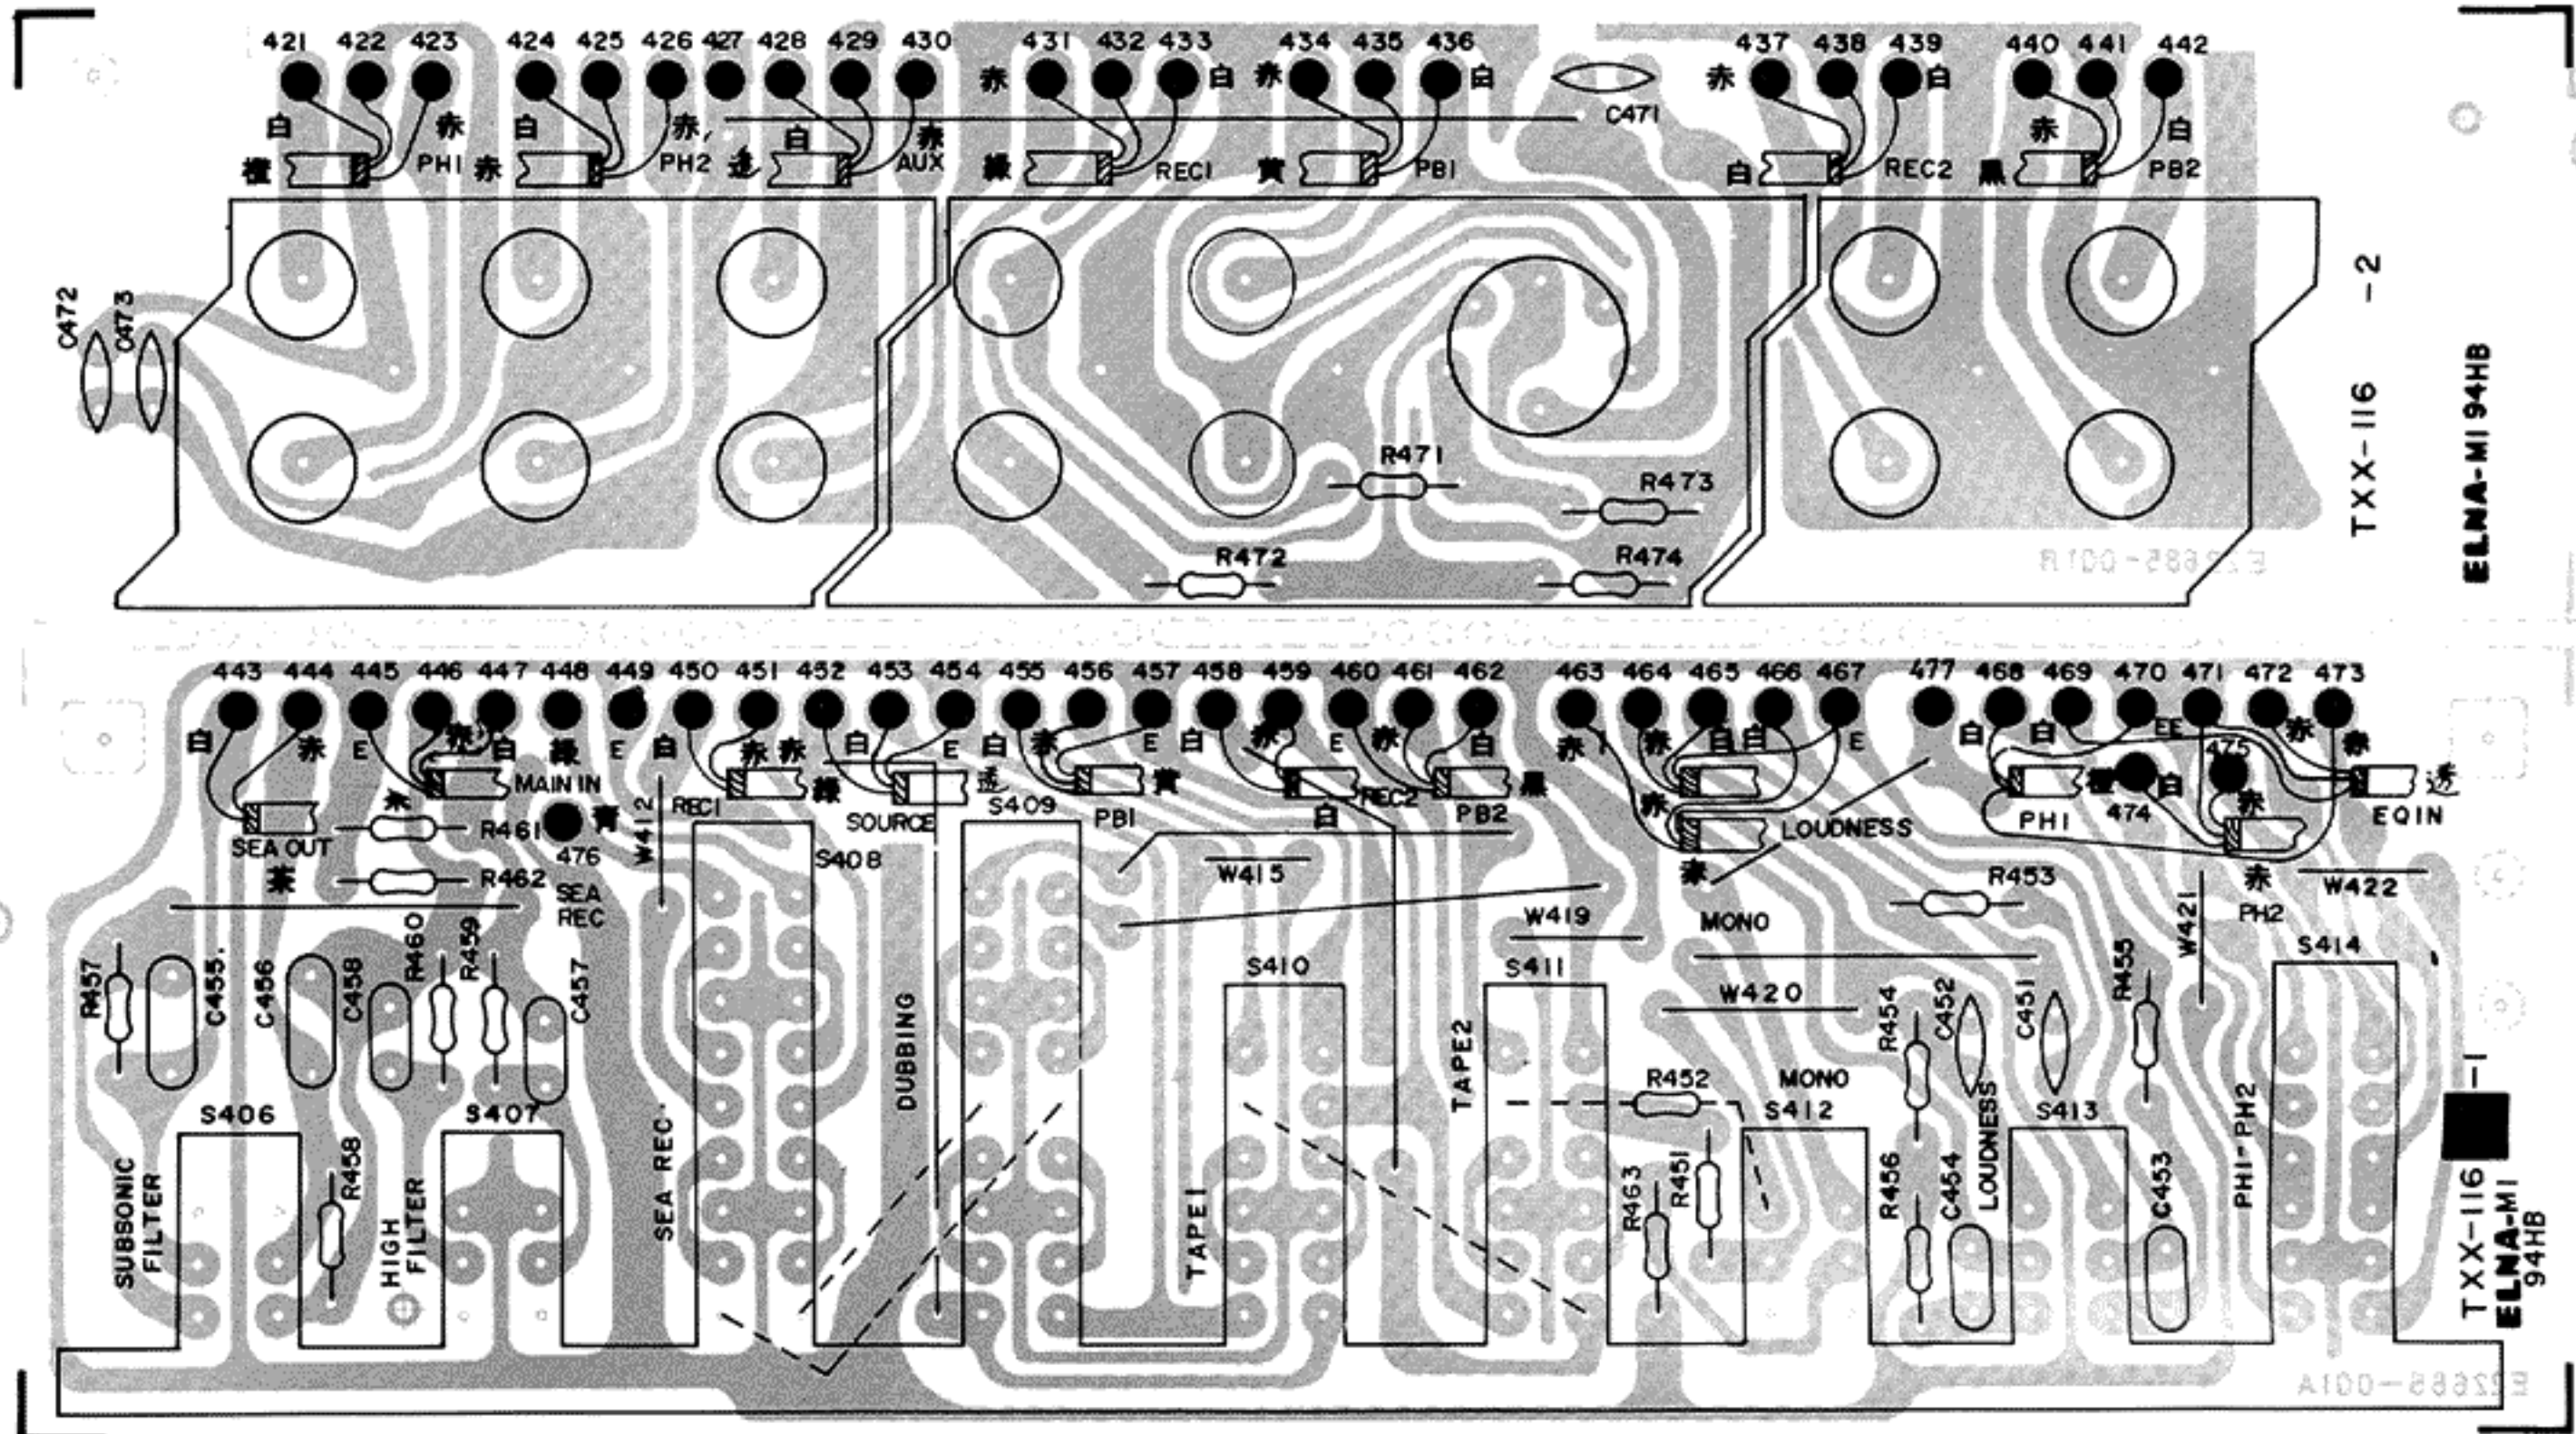 421 422 423 424 425 426 427 428 429 430 431 432 433 434 435 436 437 438 439 440 441 442
赤 白 赤 白 赤 白
白 赤 白 赤 白 赤 赤 白
C471
橙 PH1 赤 PH2 透 AUX 緑 REC1 黄 PB1 白 REC2 黒 PB2
C472
C473
R471
R473
R472
R474
TXX-116 -2
ELNA-M1 94HB
E22685-001A
443 444 445 446 447 448 449 450 451 452 453 454 455 456 457 458 459 460 461 462 463 464 465 466 467 477 468 469 470 471 472 473
白 赤 E 赤 白 緑 E 白 赤 赤 白 E 白 赤 E 白 赤 E 赤 白 赤 赤 白 白 E 白 白 EE 赤 赤
475
MAIN IN
W412
REC1 緑
SOURCE
透
S409
PB1 黄
REC2
白
PB2 黒
赤
LOUDNESS
PH1 橙 白
474
赤
EQIN 透
SEA OUT
茶
R461
476
青
S408
R462
SEA
REC
W415
W419
MONO
R453
W421
赤
PH2
W422
R457
C455
C456
C458
R460
R459
C457
DUBBING
S410
TAPE2
S411
W420
R454
C452
C451
R455
S414
S406
S407
SEA REC
R452
MONO
S412
LOUDNESS
S413
PH1-PH2
SUBSONIC
FILTER
R458
HIGH
FILTER
TAPE1
R463
R451
R456
C454
C453
TXX-116 -1
ELNA-M1
94HB
E22685-001A